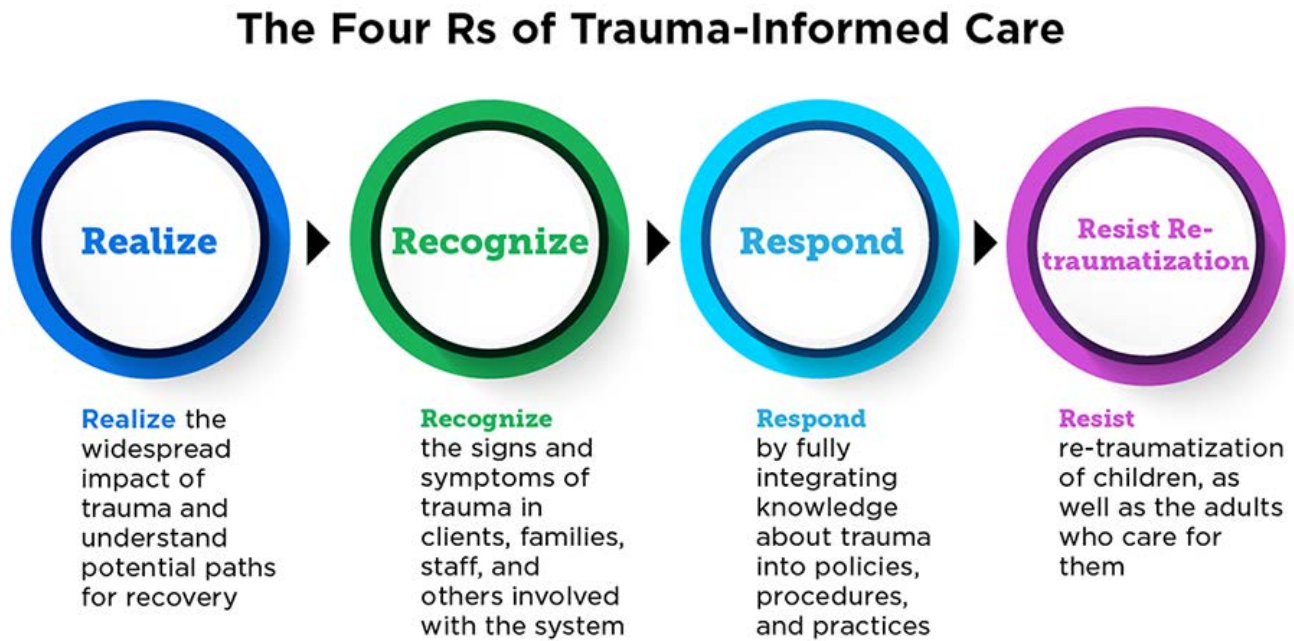 The Four Rs of Trauma-Informed Care
Realize
Recognize
Respond
Resist Re-
traumatization
Realize the
widespread
impact of
trauma and
understand
potential paths
for recovery
Recognize
the signs and
symptoms of
trauma in
clients, families,
staff, and
others involved
with the system
Respond
by fully
integrating
knowledge
about trauma
into policies,
procedures,
and practices
Resist
re-traumatization
of children, as
well as the adults
who care for
them